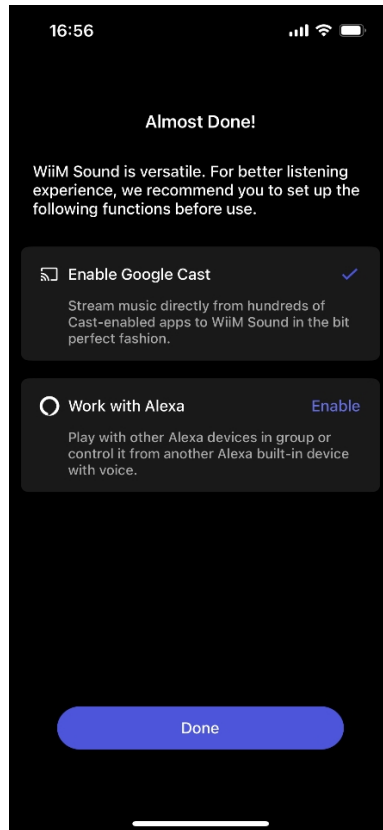 16:56
Almost Done!
WiiM Sound is versatile. For better listening
experience, we recommend you to set up the
following functions before use.
Enable Google Cast
Stream music directly from hundreds of
Cast-enabled apps to WiiM Sound in the bit
perfect fashion.
Work with Alexa Enable
Play with other Alexa devices in group or
control it from another Alexa built-in device
with voice.
Done